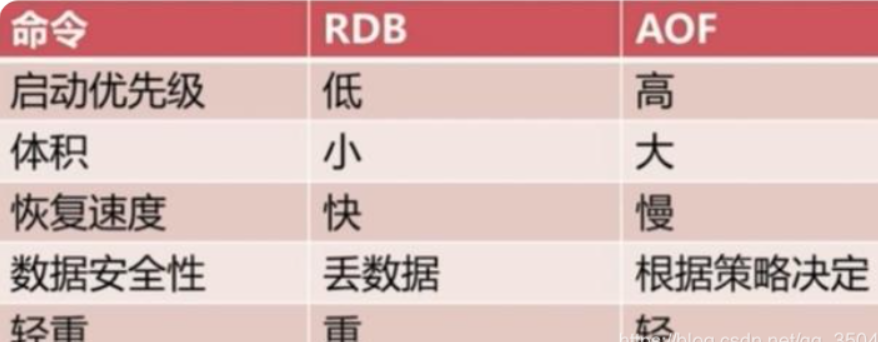 命令 RDB AOF
启动优先级 低 高
体积 小 大
恢复速度 快 慢
数据安全性 丢数据 根据策略决定
轻重 重 轻
https://blog.csdn.net/qq_3504